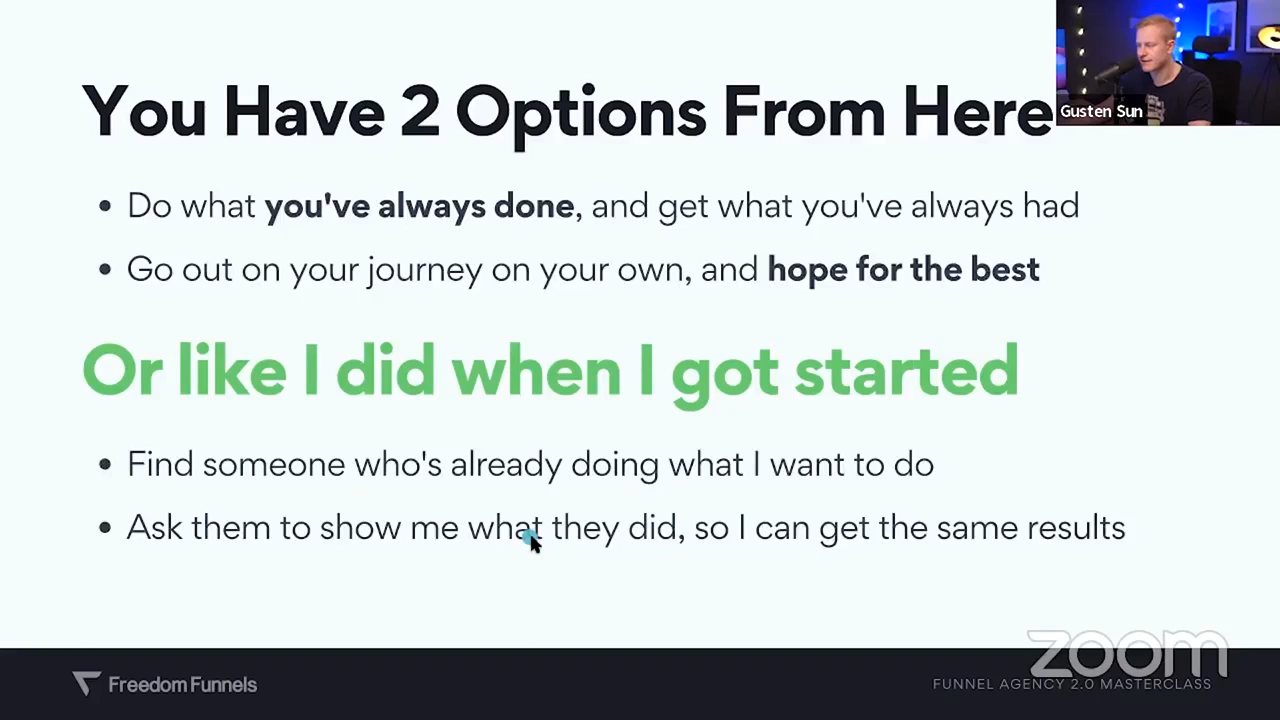 You Have 2 Options From Here
Gusten Sun
• Do what you've always done, and get what you've always had
• Go out on your journey on your own, and hope for the best
Or like I did when I got started
• Find someone who's already doing what I want to do
• Ask them to show me what they did, so I can get the same results
zoom
Freedom Funnels
FUNNEL AGENCY 2.0 MASTERCLASS